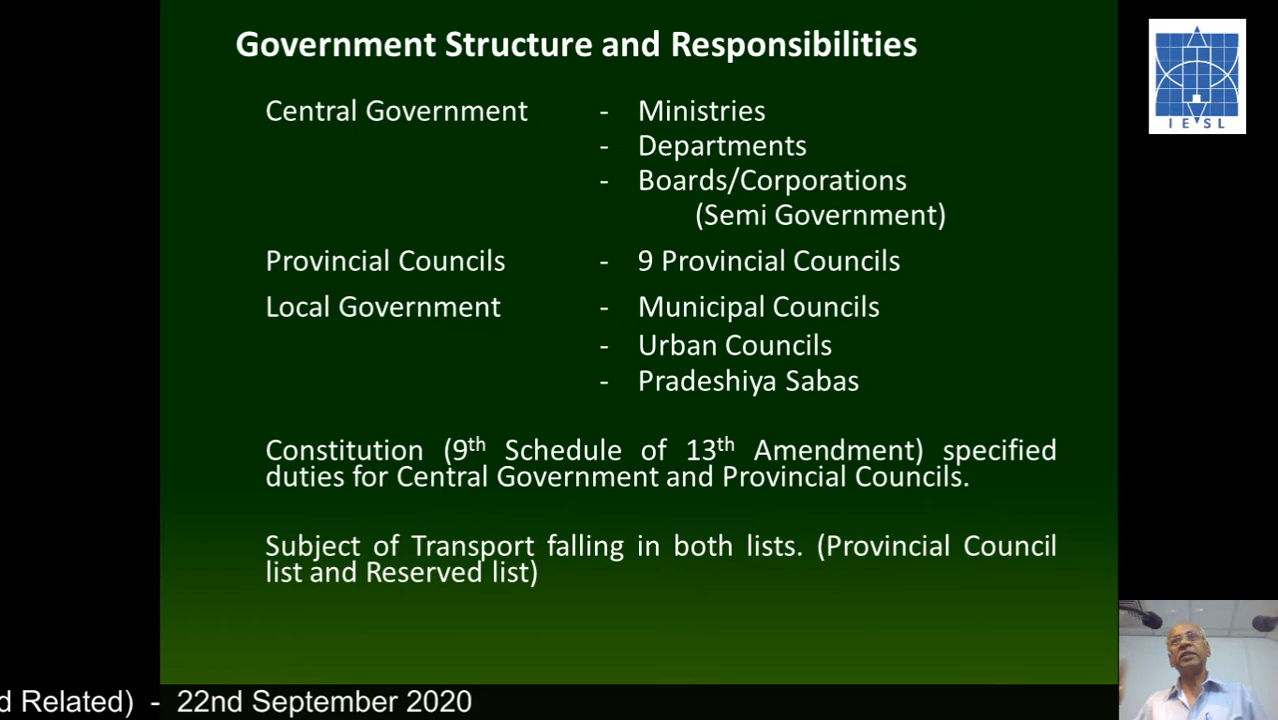 Government Structure and Responsibilities
Central Government - Ministries
- Departments
- Boards/Corporations
(Semi Government)
Provincial Councils - 9 Provincial Councils
Local Government - Municipal Councils
- Urban Councils
- Pradeshiya Sabas
Constitution (9th Schedule of 13th Amendment) specified
duties for Central Government and Provincial Councils.
Subject of Transport falling in both lists. (Provincial Council
list and Reserved list)
IESL
d Related) - 22nd September 2020